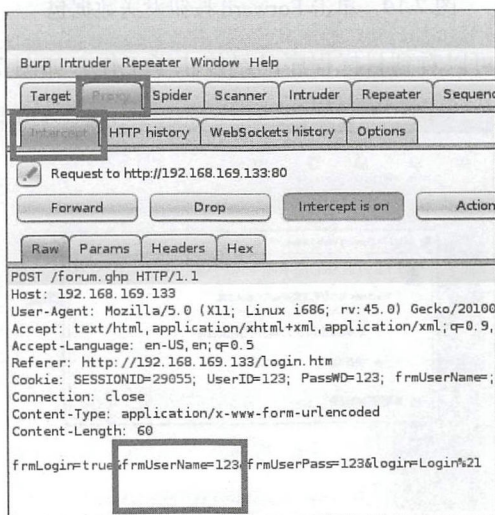 Burp Intruder Repeater Window Help
Target Proxy Spider Scanner Intruder Repeater Sequenc
Intercept HTTP history WebSockets history Options
Request to http://192.168.169.133:80
Forward Drop Intercept is on Action
Raw Params Headers Hex
POST /forum.ghp HTTP/1.1
Host: 192.168.169.133
User-Agent: Mozilla/5.0 (X11; Linux i686; rv:45.0) Gecko/20100
Accept: text/html,application/xhtml+xml,application/xml;q=0.9,
Accept-Language: en-US,en;q=0.5
Referer: http://192.168.169.133/login.htm
Cookie: SESSIONID=29055; UserID=123; PassWD=123; frmUserName=;
Connection: close
Content-Type: application/x-www-form-urlencoded
Content-Length: 60
frmLogin=true&frmUserName=123&frmUserPass=123&login=Login%21